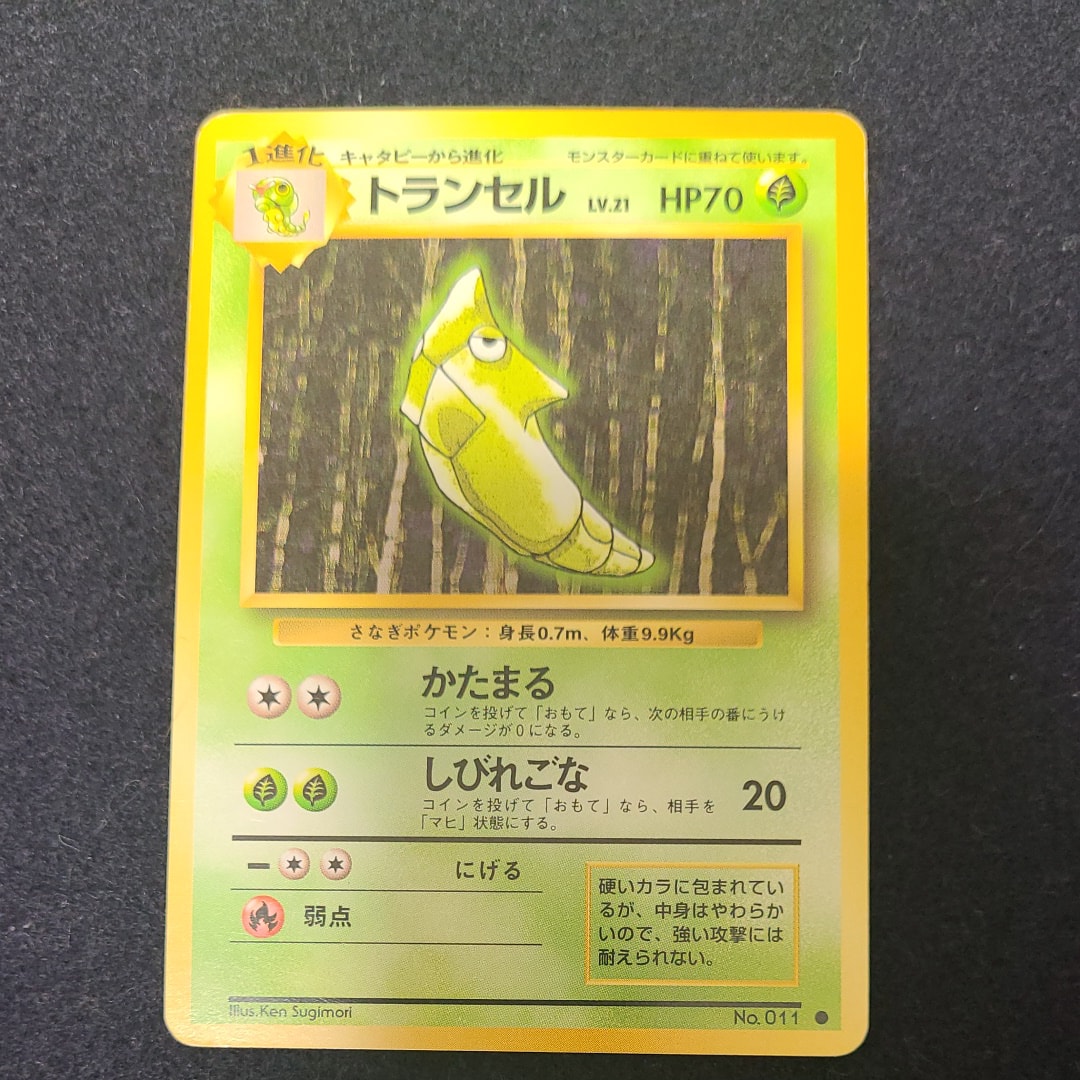 1進化 キャタピーから進化 モンスターカードに重ねて使います。
トランセル LV.21 HP70
さなぎポケモン：身長0.7m、体重9.9Kg
かたまる
コインを投げて「おもて」なら、次の相手の番にうけ
るダメージが0になる。
しびれごな 20
コインを投げて「おもて」なら、相手を
「マヒ」状態にする。
にげる
弱点
硬いカラに包まれてい
るが、中身はやわらか
いので、強い攻撃には
耐えられない。
Illus.Ken Sugimori No. 011 ●